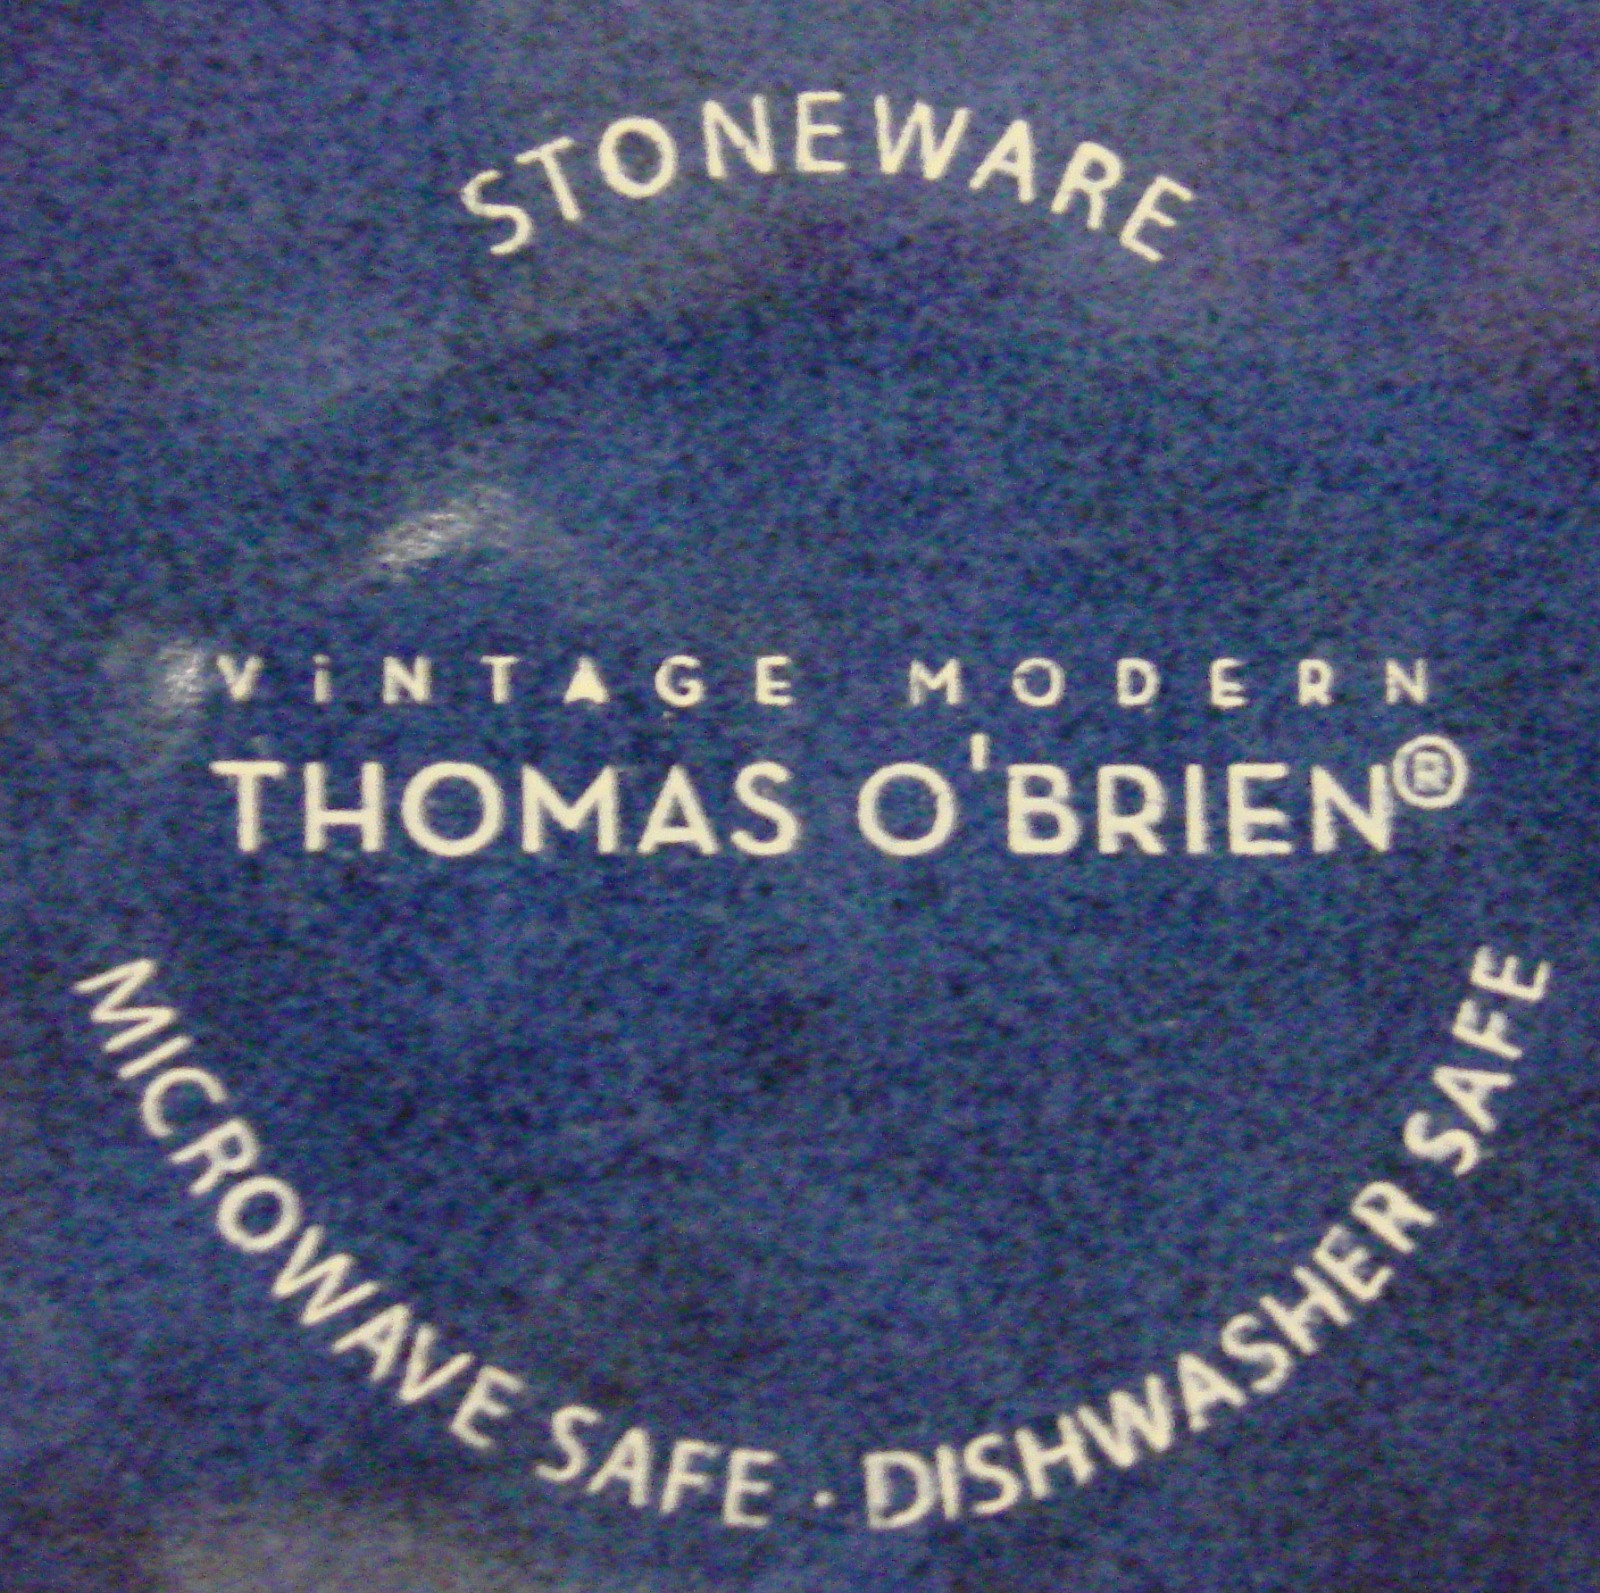 STONEWARE
ViNTAGE MODERN
THOMAS O'BRIEN®
MICROWAVE SAFE · DISHWASHER SAFE